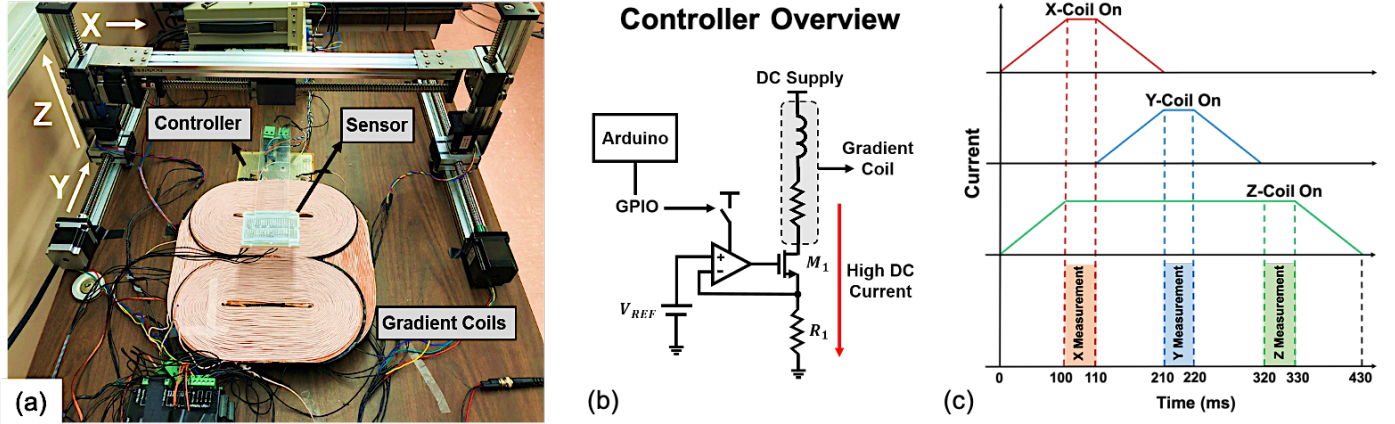 X
Z
Y
Controller
Sensor
Gradient Coils
(a)
Controller Overview
DC Supply
Arduino
Gradient
Coil
GPIO
+
−
M1
High DC
Current
VREF
R1
(b)
X-Coil On
Y-Coil On
Z-Coil On
Current
X Measurement
Y Measurement
Z Measurement
0 100 110 210 220 320 330 430
Time (ms)
(c)